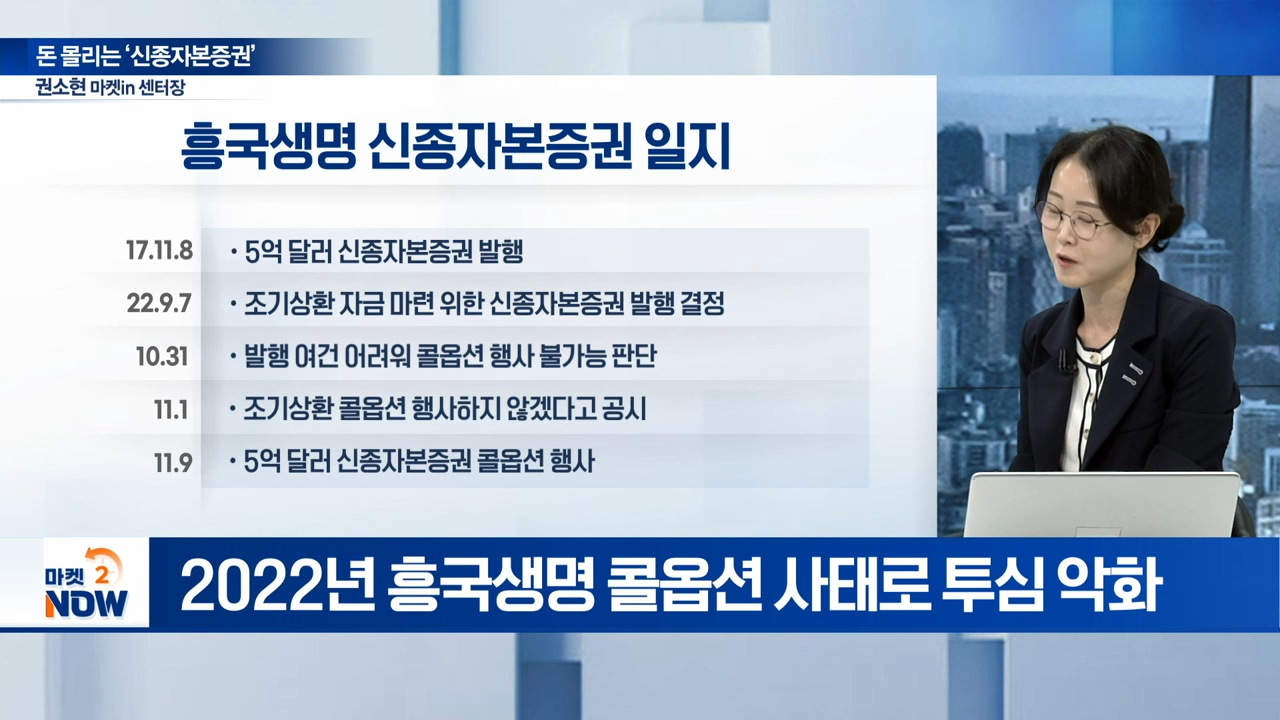 돈 몰리는 ‘신종자본증권’
권소현 마켓in 센터장
흥국생명 신종자본증권 일지
17.11.8 · 5억 달러 신종자본증권 발행
22.9.7 · 조기상환 자금 마련 위한 신종자본증권 발행 결정
10.31 · 발행 여건 어려워 콜옵션 행사 불가능 판단
11.1 · 조기상환 콜옵션 행사하지 않겠다고 공시
11.9 · 5억 달러 신종자본증권 콜옵션 행사
마켓 2
NOW
2022년 흥국생명 콜옵션 사태로 투심 악화